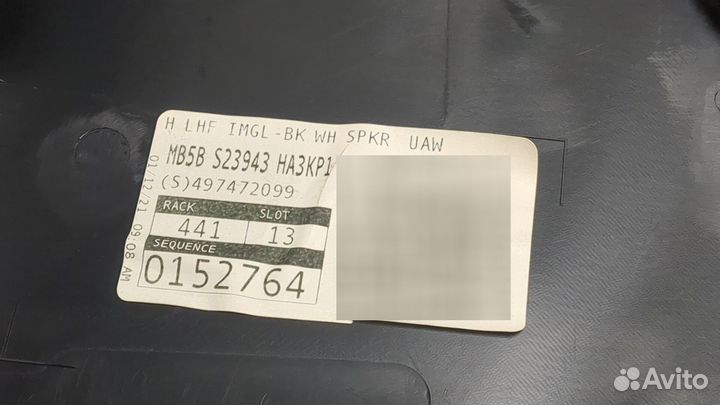 H LHF IMGL-BK WH SPKR UAW
MB5B S23943 HA3KP1
(S)497472099
RACK SLOT
441 13
SEQUENCE
0152764
01/12/21 09:08 AM
Avito